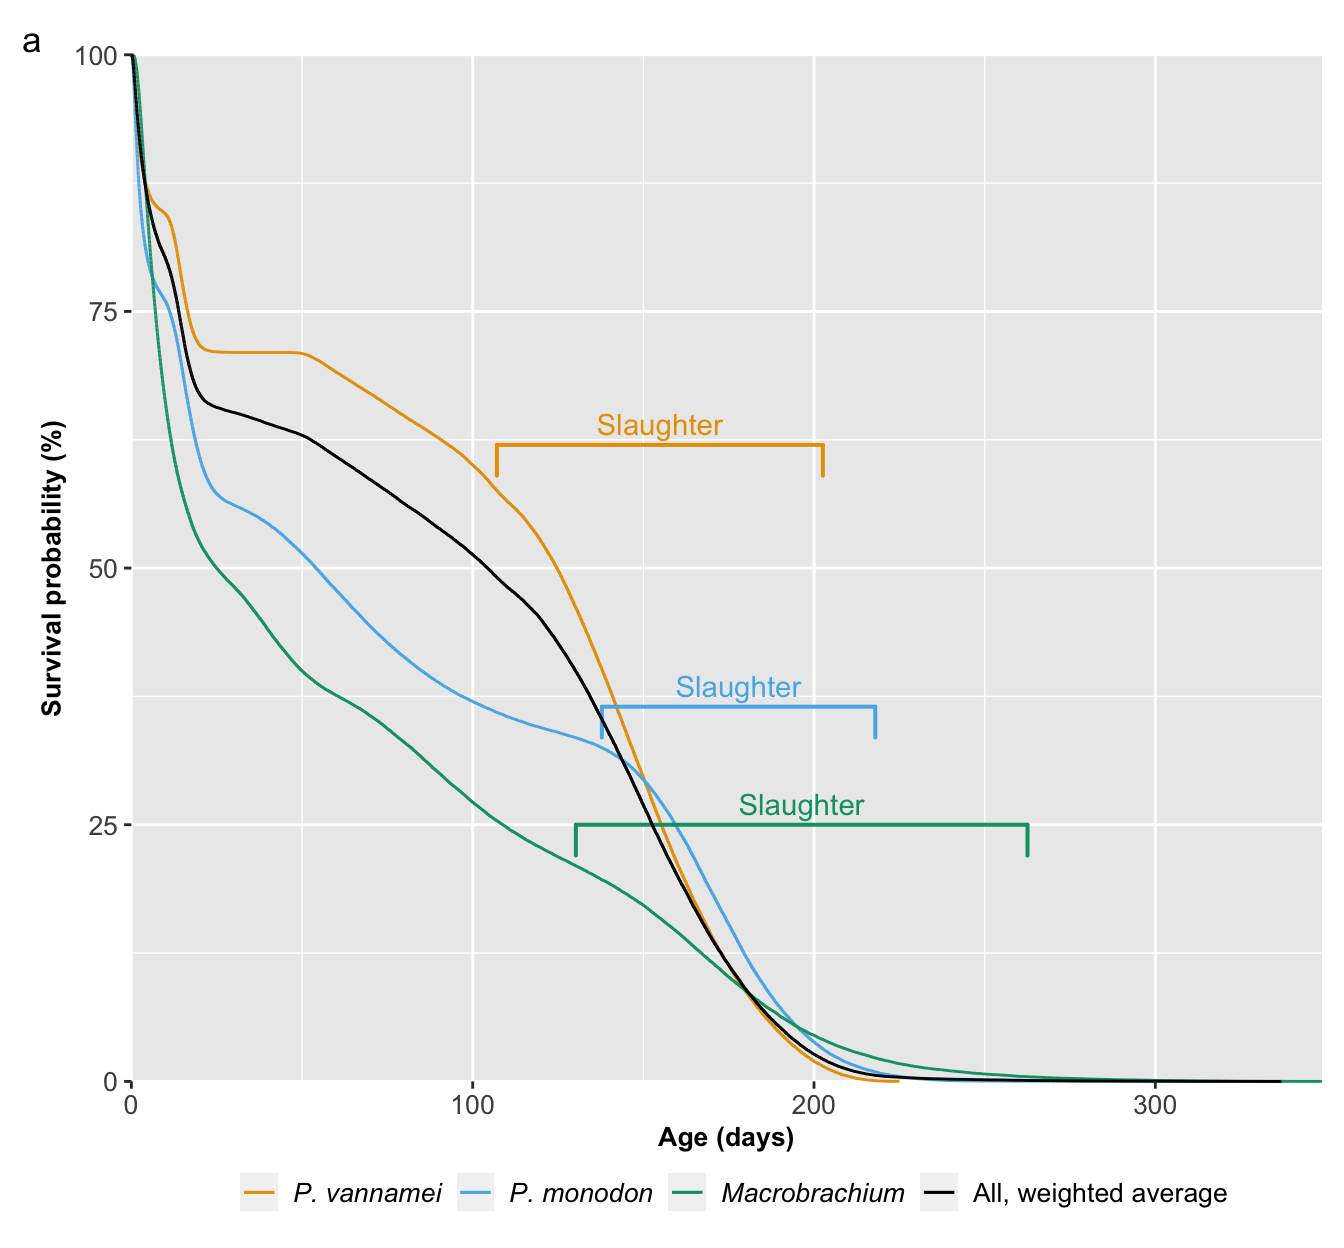 a
100
75
50
25
0
Survival probability (%)
Slaughter
Slaughter
Slaughter
0 100 200 300
Age (days)
P. vannamei P. monodon Macrobrachium All, weighted average